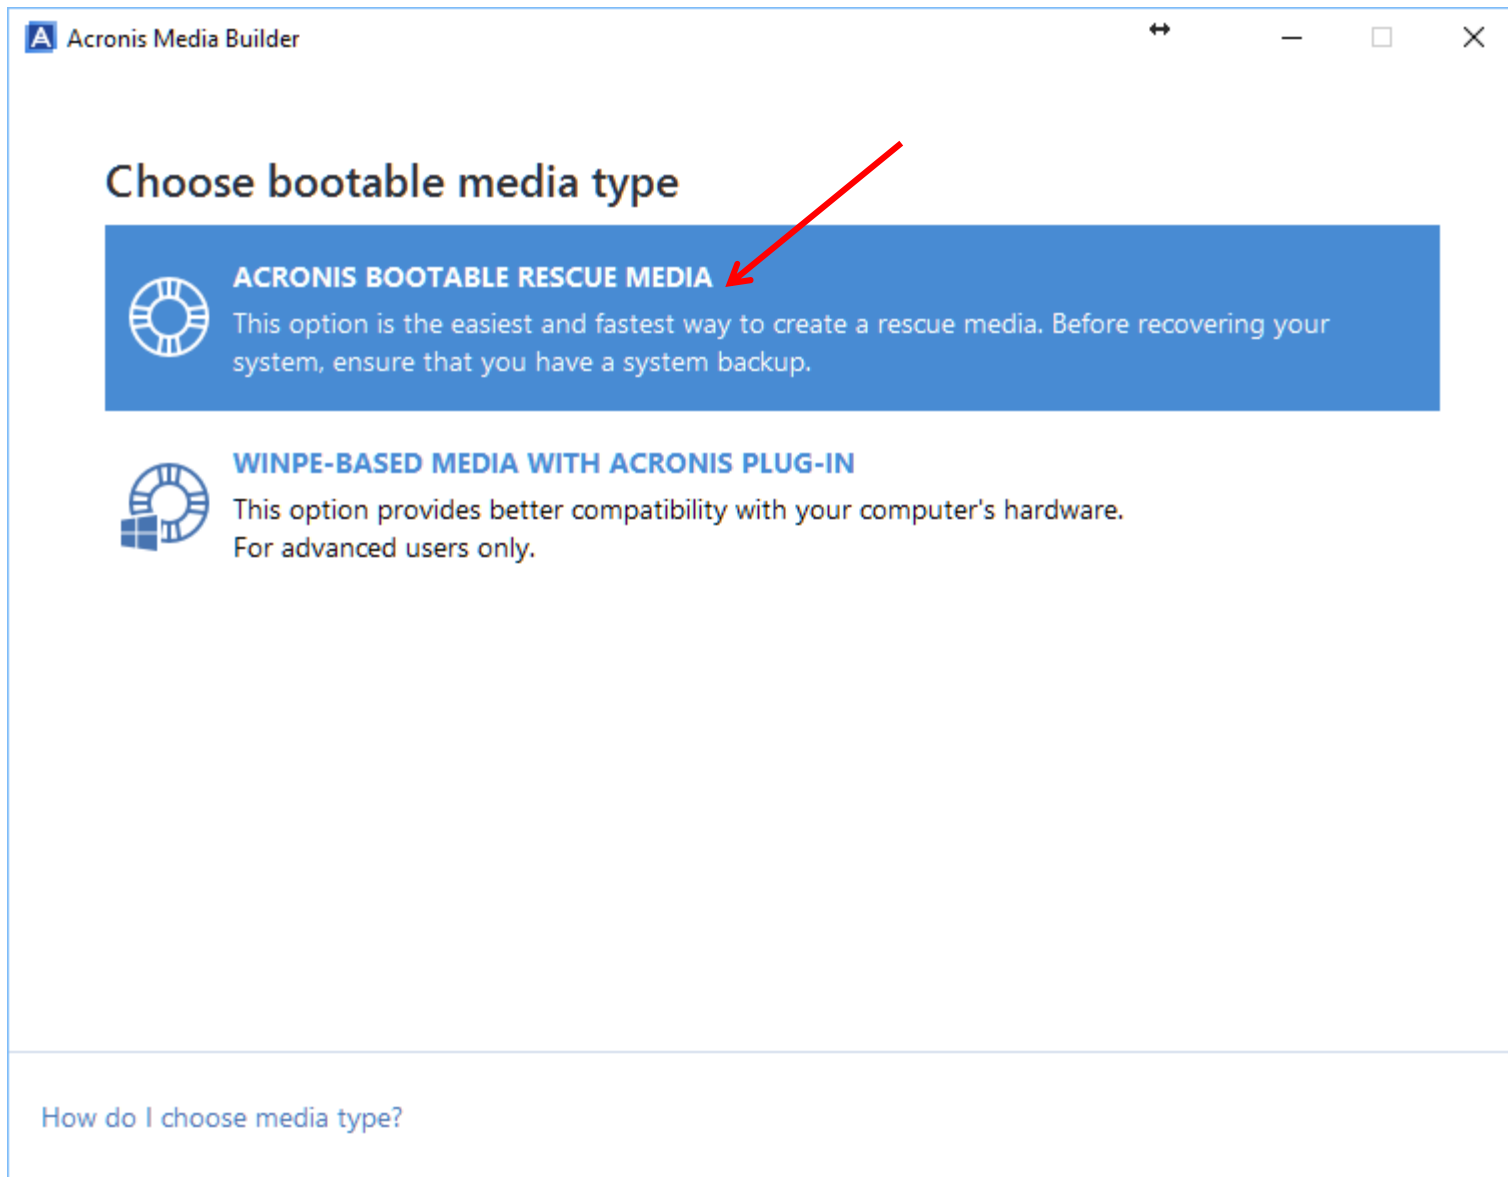 Acronis Media Builder
Choose bootable media type
ACRONIS BOOTABLE RESCUE MEDIA
This option is the easiest and fastest way to create a rescue media. Before recovering your
system, ensure that you have a system backup.
WINPE-BASED MEDIA WITH ACRONIS PLUG-IN
This option provides better compatibility with your computer's hardware.
For advanced users only.
How do I choose media type?